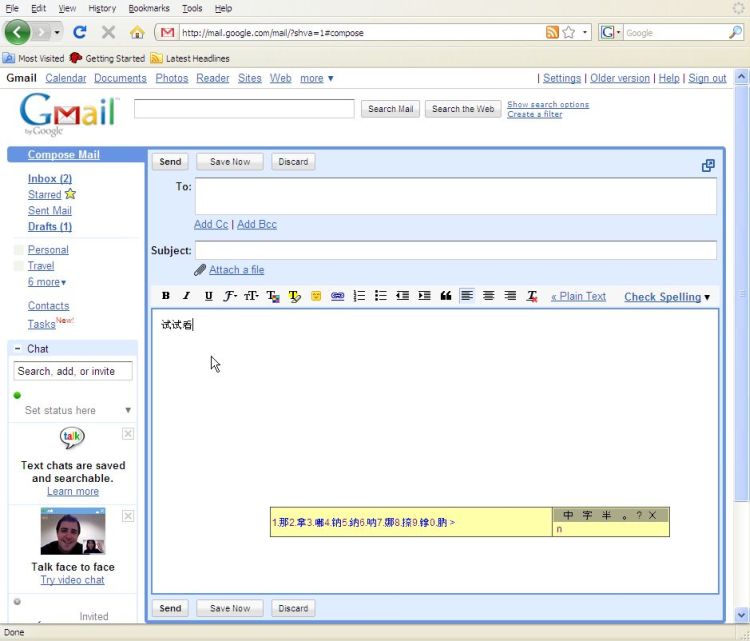 File Edit View History Bookmarks Tools Help
http://mail.google.com/mail/?shva=1#compose
Google
Most Visited Getting Started Latest Headlines
Gmail Calendar Documents Photos Reader Sites Web more ▼
| Settings | Older version | Help | Sign out
Gmail
by Google
Search Mail Search the Web
Show search options
Create a filter
Compose Mail
Inbox (2)
Starred
Sent Mail
Drafts (1)
Personal
Travel
6 more▼
Contacts
Tasks New!
− Chat
Search, add, or invite
Set status here ▼
talk
Text chats are saved
and searchable.
Learn more
Talk face to face
Try video chat
Invited
Send Save Now Discard
To:
Add Cc | Add Bcc
Subject:
Attach a file
B I U
« Plain Text Check Spelling ▼
试试看
1.那2.拿3.哪4.钠5.納6.呐7.娜8.捺9.镎0.肭 >
中 字 半 。 ? X
n
Send Save Now Discard
Done